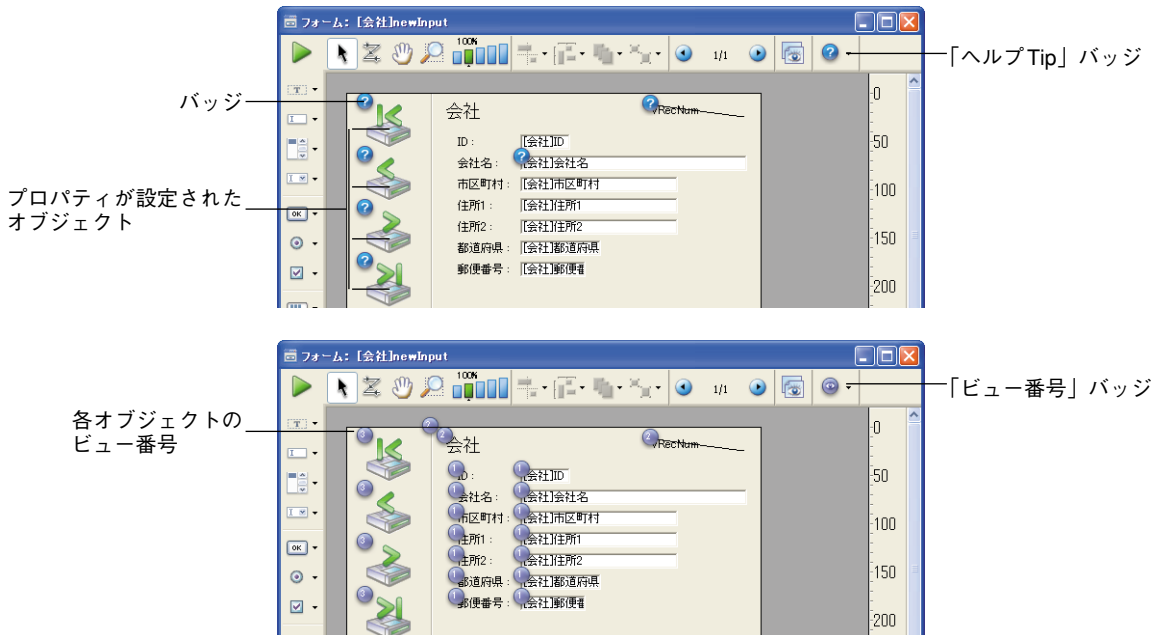 フォーム:[会社]newInput
100%
1/1
「ヘルプTip」バッジ
バッジ
会社
VRecNum
ID:
[会社]ID
会社名:
[会社]会社名
市区町村:
[会社]市区町村
プロパティが設定された
オブジェクト
住所1:
[会社]住所1
住所2:
[会社]住所2
都道府県:
[会社]都道府県
郵便番号:
[会社]郵便番
OK
0
50
100
150
200
フォーム:[会社]newInput
100%
1/1
「ビュー番号」バッジ
各オブジェクトの
ビュー番号
会社
VRecNum
ID:
[会社]ID
会社名:
[会社]会社名
市区町村:
[会社]市区町村
住所1:
[会社]住所1
住所2:
[会社]住所2
都道府県:
[会社]都道府県
郵便番号:
[会社]郵便番
OK
0
50
100
150
200